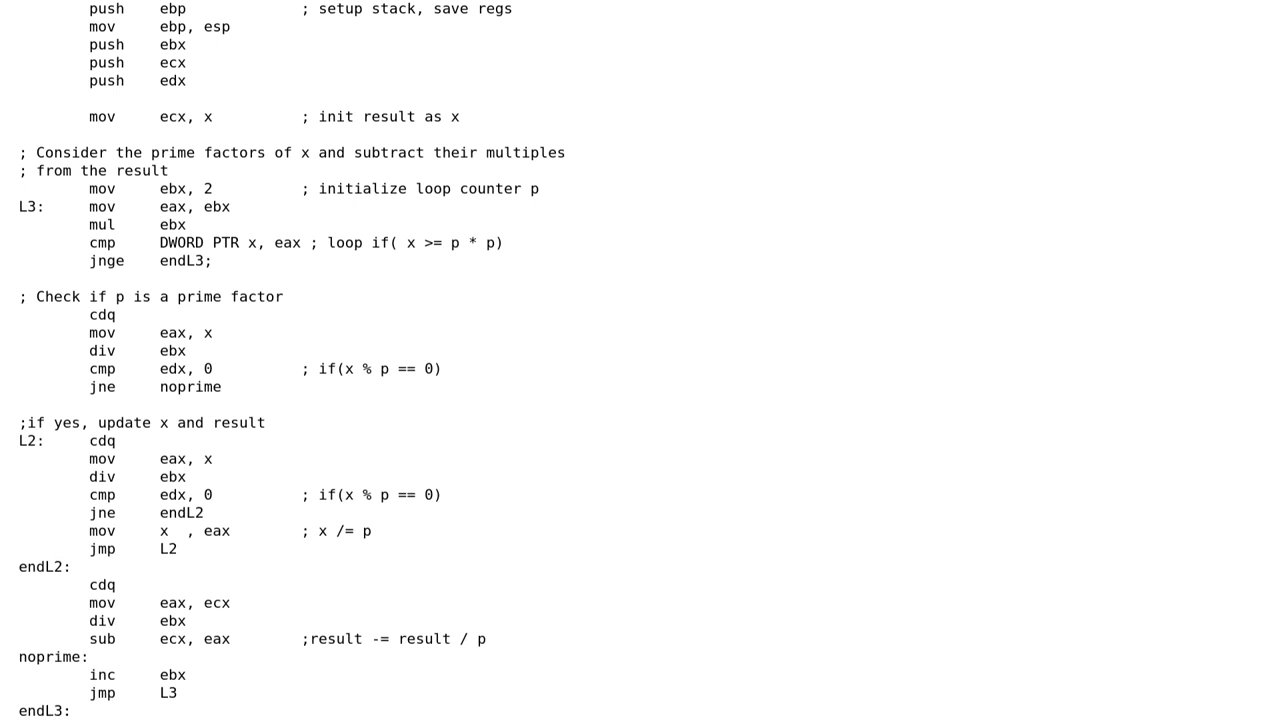 push ebp ; setup stack, save regs
mov ebp, esp
push ebx
push ecx
push edx
mov ecx, x ; init result as x
; Consider the prime factors of x and subtract their multiples
; from the result
mov ebx, 2 ; initialize loop counter p
L3: mov eax, ebx
mul ebx
cmp DWORD PTR x, eax ; loop if( x >= p * p)
jnge endL3;
; Check if p is a prime factor
cdq
mov eax, x
div ebx
cmp edx, 0 ; if(x % p == 0)
jne noprime
;if yes, update x and result
L2: cdq
mov eax, x
div ebx
cmp edx, 0 ; if(x % p == 0)
jne endL2
mov x , eax ; x /= p
jmp L2
endL2:
cdq
mov eax, ecx
div ebx
sub ecx, eax ;result -= result / p
noprime:
inc ebx
jmp L3
endL3: